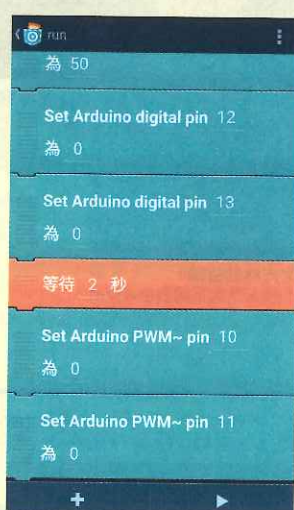 run
為 50
Set Arduino digital pin 12
為 0
Set Arduino digital pin 13
為 0
等待 2 秒
Set Arduino PWM~ pin 10
為 0
Set Arduino PWM~ pin 11
為 0